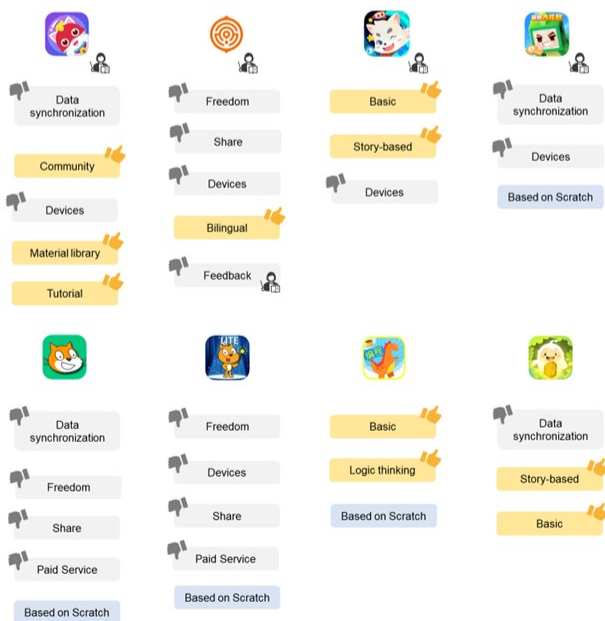 Data
synchronization
Community
Devices
Material library
Tutorial
Freedom
Share
Devices
Bilingual
Feedback
Basic
Story-based
Devices
Data
synchronization
Devices
Based on Scratch
Data
synchronization
Freedom
Share
Paid Service
Based on Scratch
LITE
Freedom
Devices
Share
Paid Service
Based on Scratch
Basic
Logic thinking
Based on Scratch
Data
synchronization
Story-based
Basic